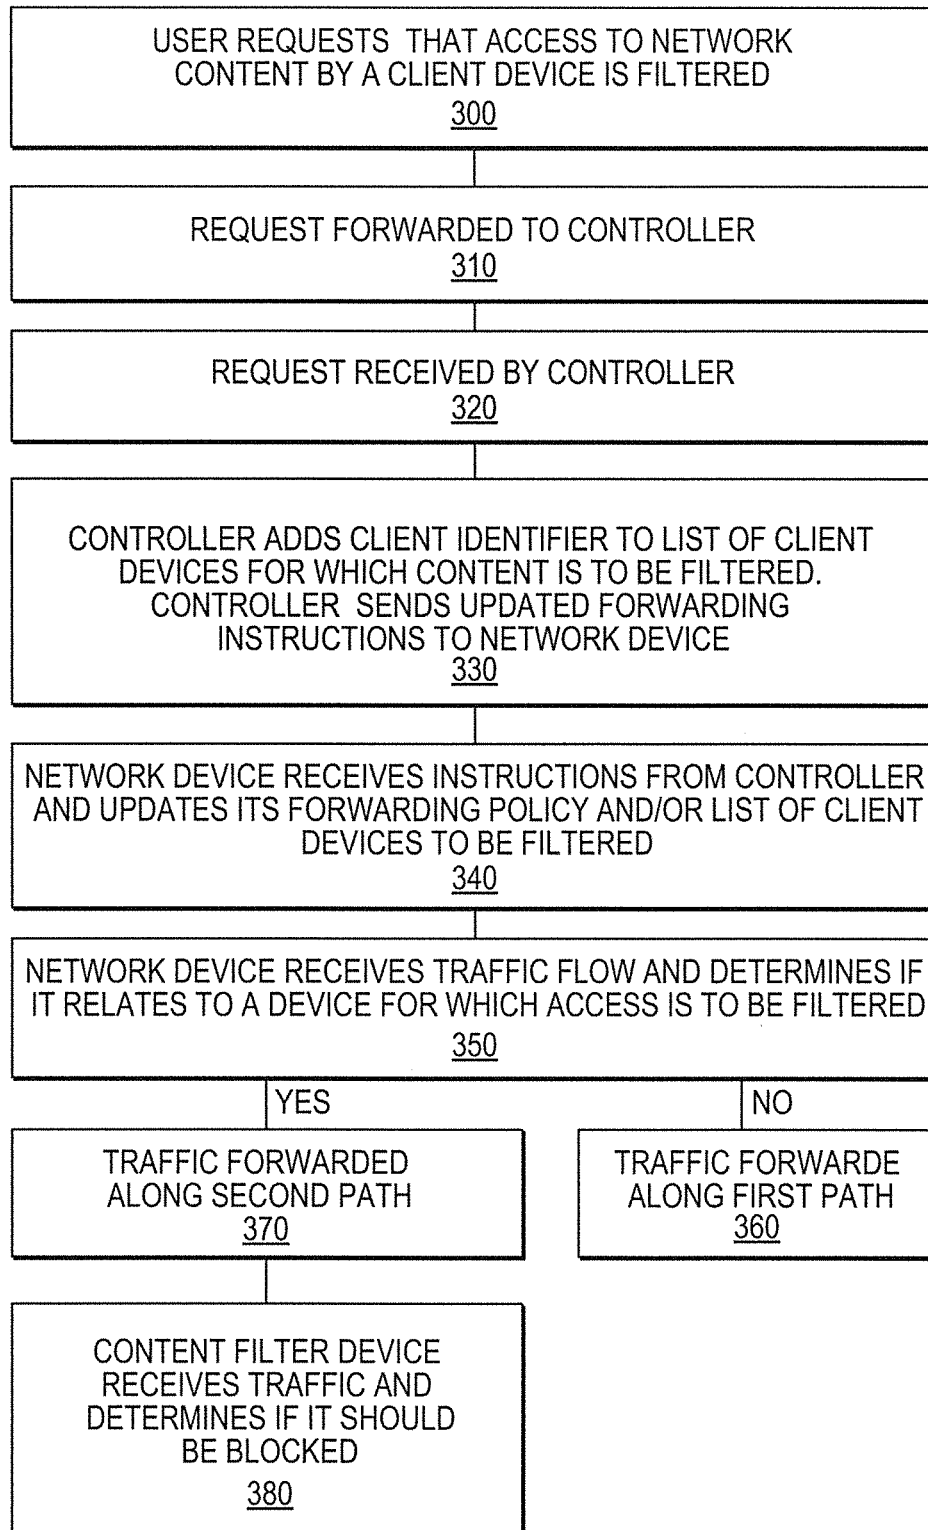 USER REQUESTS THAT ACCESS TO NETWORK
CONTENT BY A CLIENT DEVICE IS FILTERED
300
REQUEST FORWARDED TO CONTROLLER
310
REQUEST RECEIVED BY CONTROLLER
320
CONTROLLER ADDS CLIENT IDENTIFIER TO LIST OF CLIENT
DEVICES FOR WHICH CONTENT IS TO BE FILTERED.
CONTROLLER SENDS UPDATED FORWARDING
INSTRUCTIONS TO NETWORK DEVICE
330
NETWORK DEVICE RECEIVES INSTRUCTIONS FROM CONTROLLER
AND UPDATES ITS FORWARDING POLICY AND/OR LIST OF CLIENT
DEVICES TO BE FILTERED
340
NETWORK DEVICE RECEIVES TRAFFIC FLOW AND DETERMINES IF
IT RELATES TO A DEVICE FOR WHICH ACCESS IS TO BE FILTERED
350
YES
NO
TRAFFIC FORWARDED
ALONG SECOND PATH
370
TRAFFIC FORWARDE
ALONG FIRST PATH
360
CONTENT FILTER DEVICE
RECEIVES TRAFFIC AND
DETERMINES IF IT SHOULD
BE BLOCKED
380